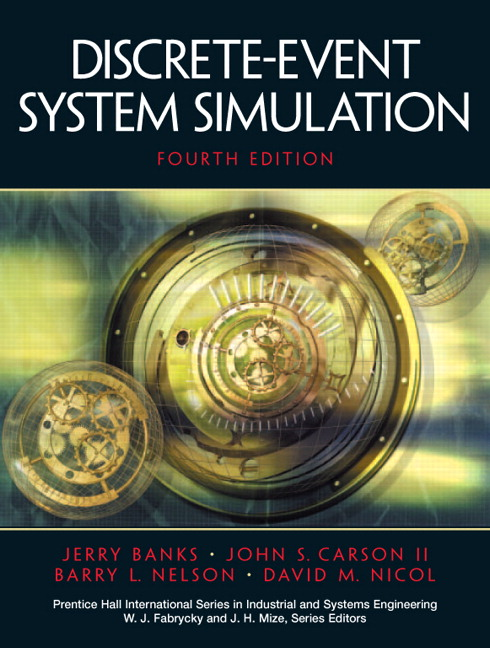 DISCRETE-EVENT
SYSTEM SIMULATION
FOURTH EDITION
JERRY BANKS • JOHN S. CARSON II
BARRY L. NELSON • DAVID M. NICOL
Prentice Hall International Series in Industrial and Systems Engineering
W. J. Fabrycky and J. H. Mize, Series Editors